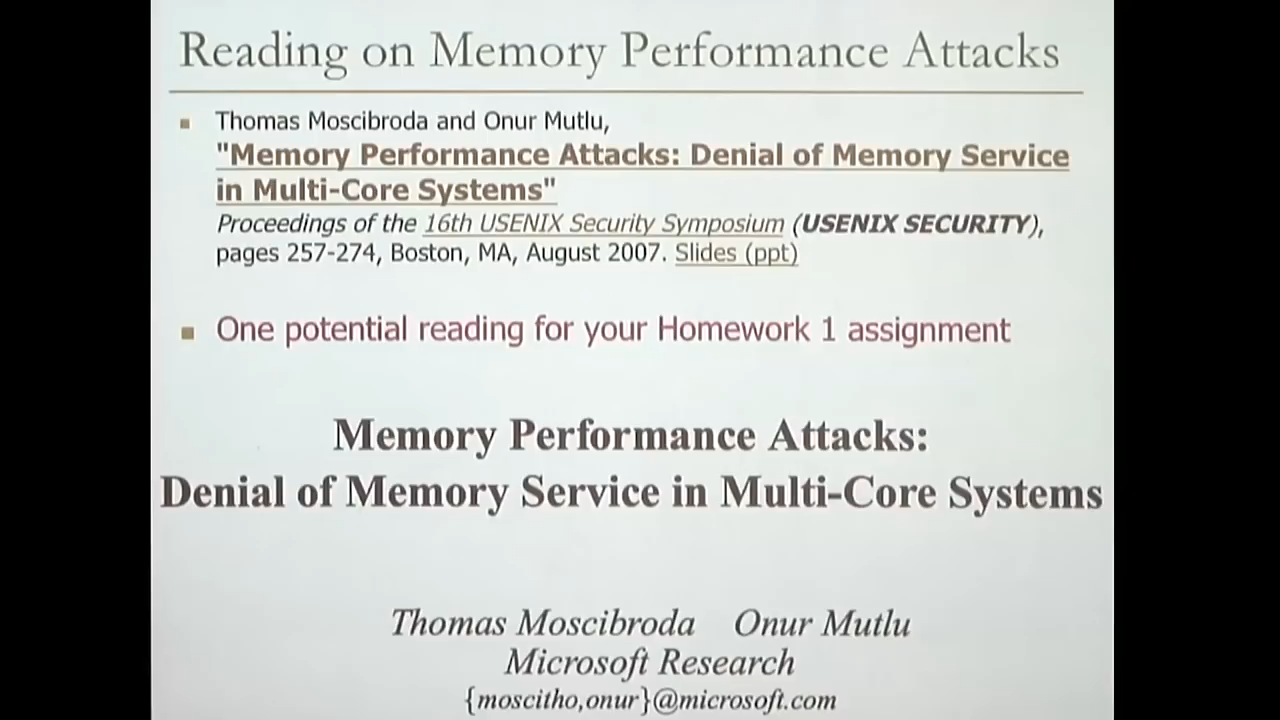 Reading on Memory Performance Attacks
Thomas Moscibroda and Onur Mutlu,
"Memory Performance Attacks: Denial of Memory Service
in Multi-Core Systems"
Proceedings of the 16th USENIX Security Symposium (USENIX SECURITY),
pages 257-274, Boston, MA, August 2007. Slides (ppt)
One potential reading for your Homework 1 assignment
Memory Performance Attacks:
Denial of Memory Service in Multi-Core Systems
Thomas Moscibroda Onur Mutlu
Microsoft Research
{moscitho,onur}@microsoft.com